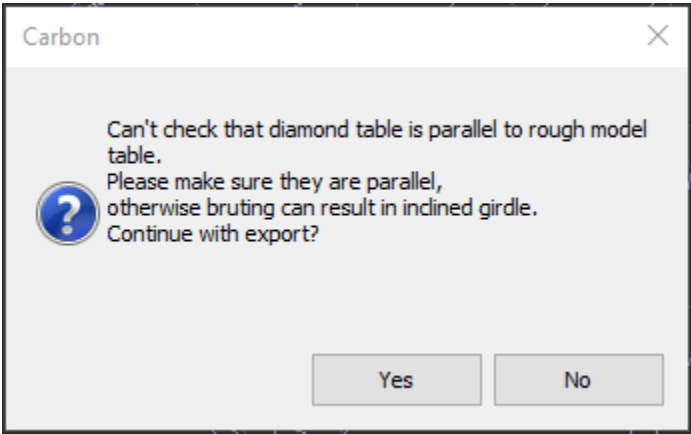 Carbon
Can't check that diamond table is parallel to rough model
table.
Please make sure they are parallel,
otherwise bruting can result in inclined girdle.
Continue with export?
Yes
No